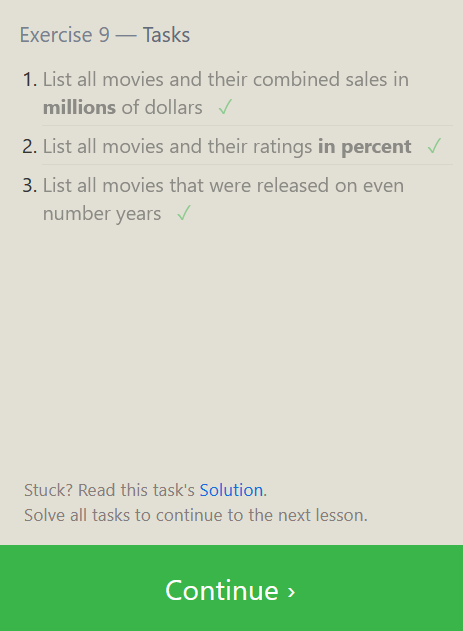 Exercise 9 — Tasks
1. List all movies and their combined sales in
millions of dollars ✓
2. List all movies and their ratings in percent ✓
3. List all movies that were released on even
number years ✓
Stuck? Read this task's Solution.
Solve all tasks to continue to the next lesson.
Continue ›